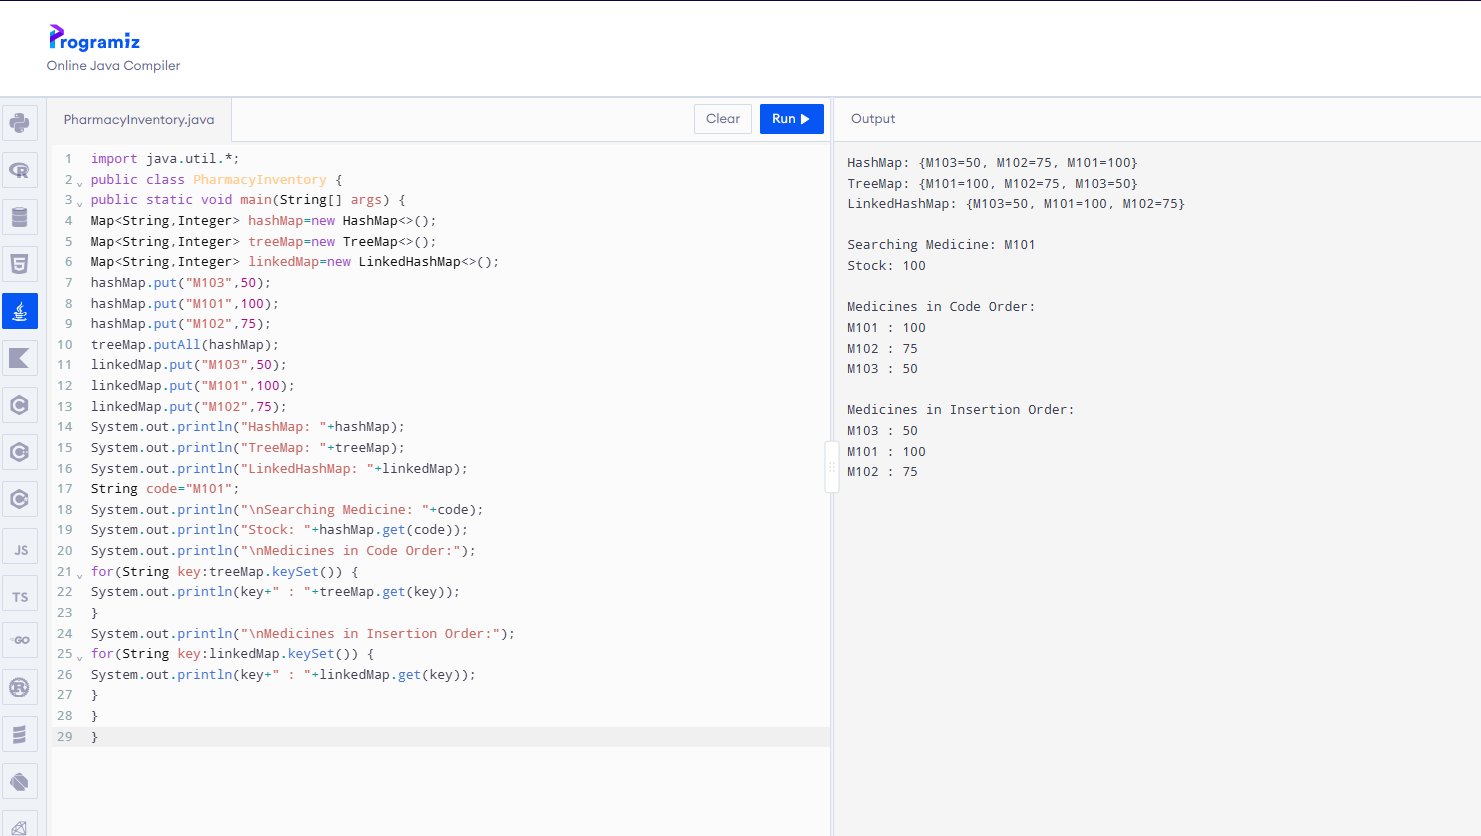 Programiz
Online Java Compiler
PharmacyInventory.java
Clear
Run
Output
1 import java.util.*;
2 public class PharmacyInventory {
3 public static void main(String[] args) {
4 Map<String,Integer> hashMap=new HashMap<>();
5 Map<String,Integer> treeMap=new TreeMap<>();
6 Map<String,Integer> linkedMap=new LinkedHashMap<>();
7 hashMap.put("M103",50);
8 hashMap.put("M101",100);
9 hashMap.put("M102",75);
10 treeMap.putAll(hashMap);
11 linkedMap.put("M103",50);
12 linkedMap.put("M101",100);
13 linkedMap.put("M102",75);
14 System.out.println("HashMap: "+hashMap);
15 System.out.println("TreeMap: "+treeMap);
16 System.out.println("LinkedHashMap: "+linkedMap);
17 String code="M101";
18 System.out.println("\nSearching Medicine: "+code);
19 System.out.println("Stock: "+hashMap.get(code));
20 System.out.println("\nMedicines in Code Order:");
21 for(String key:treeMap.keySet()) {
22 System.out.println(key+" : "+treeMap.get(key));
23 }
24 System.out.println("\nMedicines in Insertion Order:");
25 for(String key:linkedMap.keySet()) {
26 System.out.println(key+" : "+linkedMap.get(key));
27 }
28 }
29 }
HashMap: {M103=50, M102=75, M101=100}
TreeMap: {M101=100, M102=75, M103=50}
LinkedHashMap: {M103=50, M101=100, M102=75}
Searching Medicine: M101
Stock: 100
Medicines in Code Order:
M101 : 100
M102 : 75
M103 : 50
Medicines in Insertion Order:
M103 : 50
M101 : 100
M102 : 75
R
5
C
C
C
JS
TS
GO